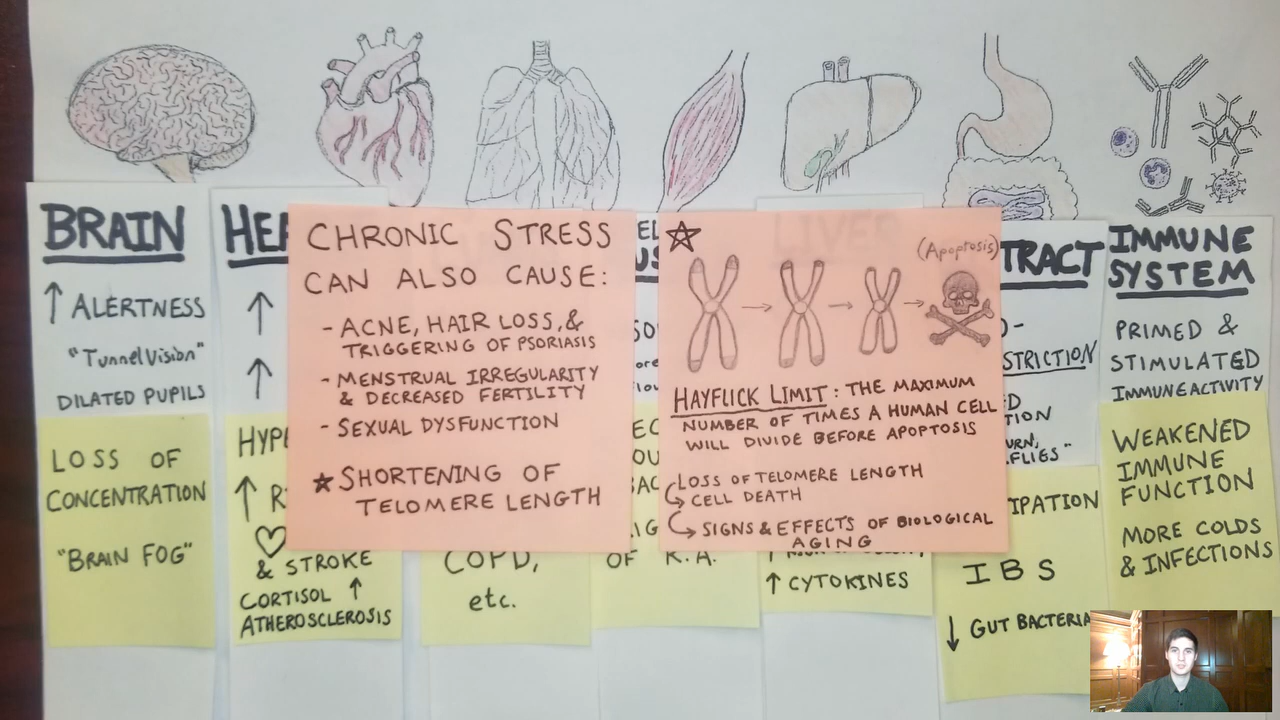 BRAIN
↑ ALERTNESS
"Tunnel Vision"
DILATED PUPILS
LOSS OF
CONCENTRATION
"BRAIN FOG"
↑
↑
↑
& STROKE
CORTISOL ↑
ATHEROSCLEROSIS
CHRONIC STRESS
CAN ALSO CAUSE:
- ACNE, HAIR LOSS, &
TRIGGERING OF PSORIASIS
- MENSTRUAL IRREGULARITY
& DECREASED FERTILITY
- SEXUAL DYSFUNCTION
★ SHORTENING OF
TELOMERE LENGTH
COPD,
etc.
OF R.A.
LIVER
(Apoptosis)
HAYFLICK LIMIT: THE MAXIMUM
NUMBER OF TIMES A HUMAN CELL
WILL DIVIDE BEFORE APOPTOSIS
LOSS OF TELOMERE LENGTH
CELL DEATH
SIGNS & EFFECTS OF BIOLOGICAL
AGING
↑ CYTOKINES
TRACT
IBS
↓ GUT BACTERIA
IMMUNE
SYSTEM
PRIMED &
STIMULATED
IMMUNE ACTIVITY
WEAKENED
IMMUNE
FUNCTION
MORE COLDS
& INFECTIONS